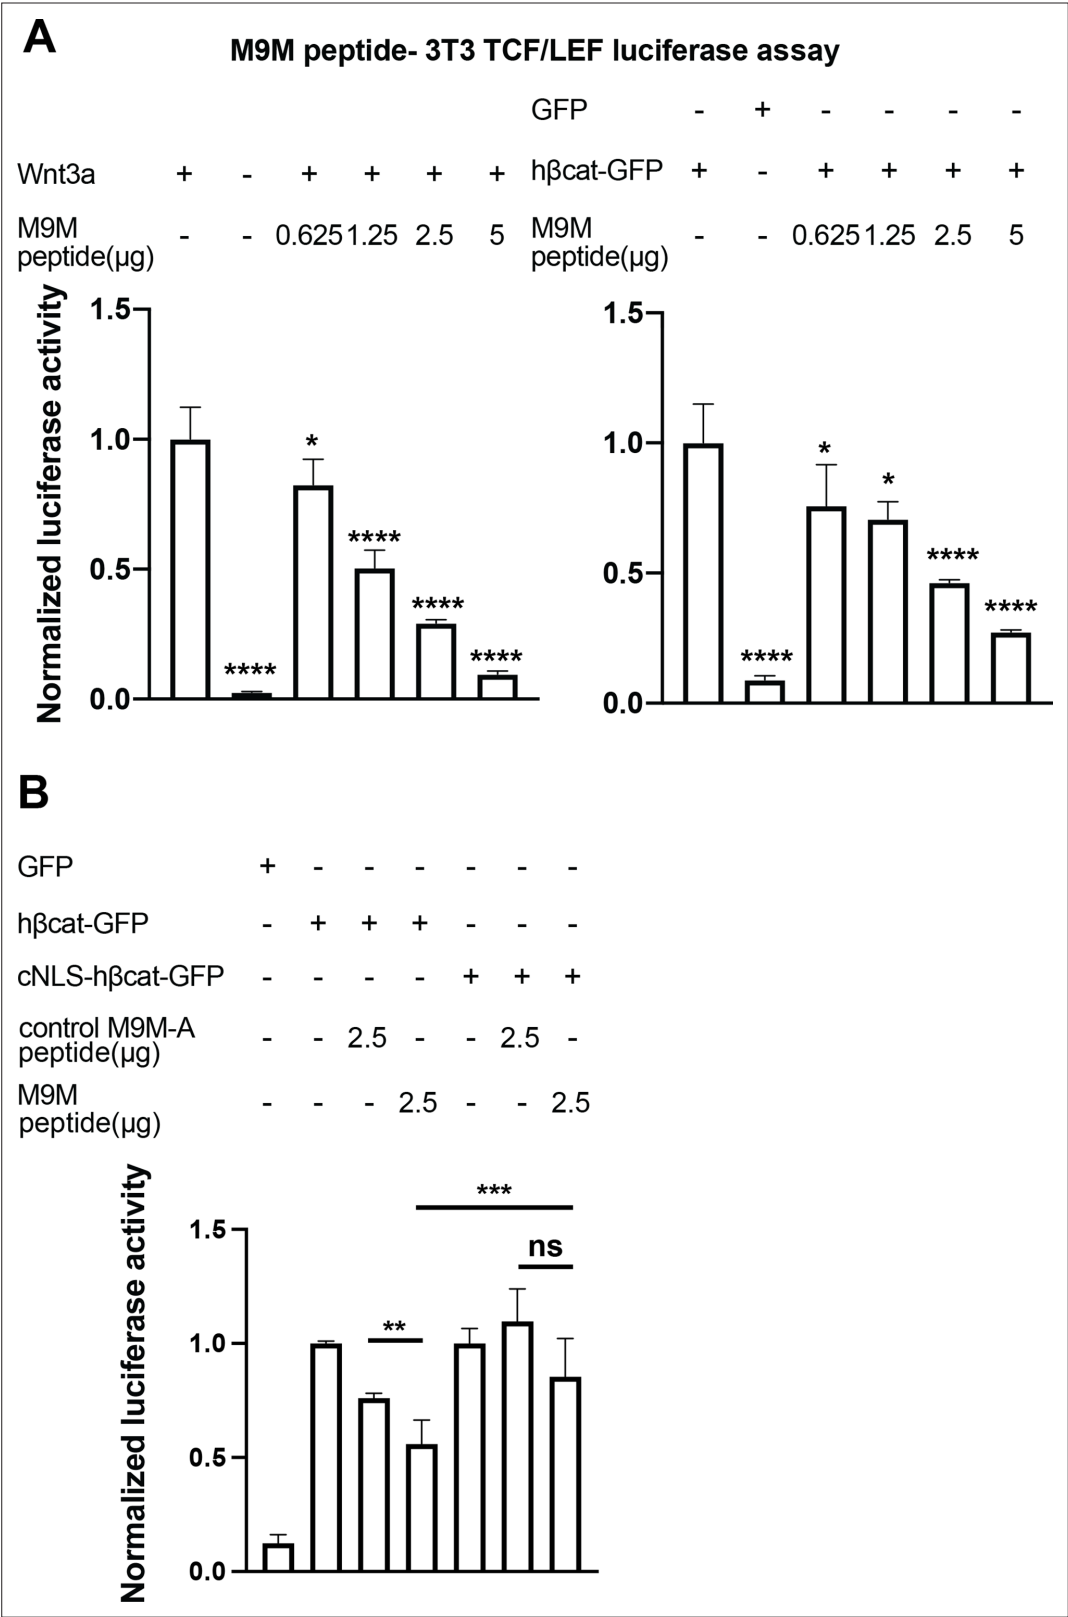 A
M9M peptide- 3T3 TCF/LEF luciferase assay
Wnt3a + - + + + +
M9M
peptide(μg) - - 0.625 1.25 2.5 5
Normalized luciferase activity
1.5
1.0
0.5
0.0
**** * **** **** ****
GFP - + - - - -
hβcat-GFP + - + + + +
M9M
peptide(μg) - - 0.625 1.25 2.5 5
1.5
1.0
0.5
0.0
**** * * **** ****
B
GFP + - - - - - -
hβcat-GFP - + + + - - -
cNLS-hβcat-GFP - - - - + + +
control M9M-A
peptide(μg) - - 2.5 - - 2.5 -
M9M
peptide(μg) - - - 2.5 - - 2.5
Normalized luciferase activity
1.5
1.0
0.5
0.0
***
ns
**